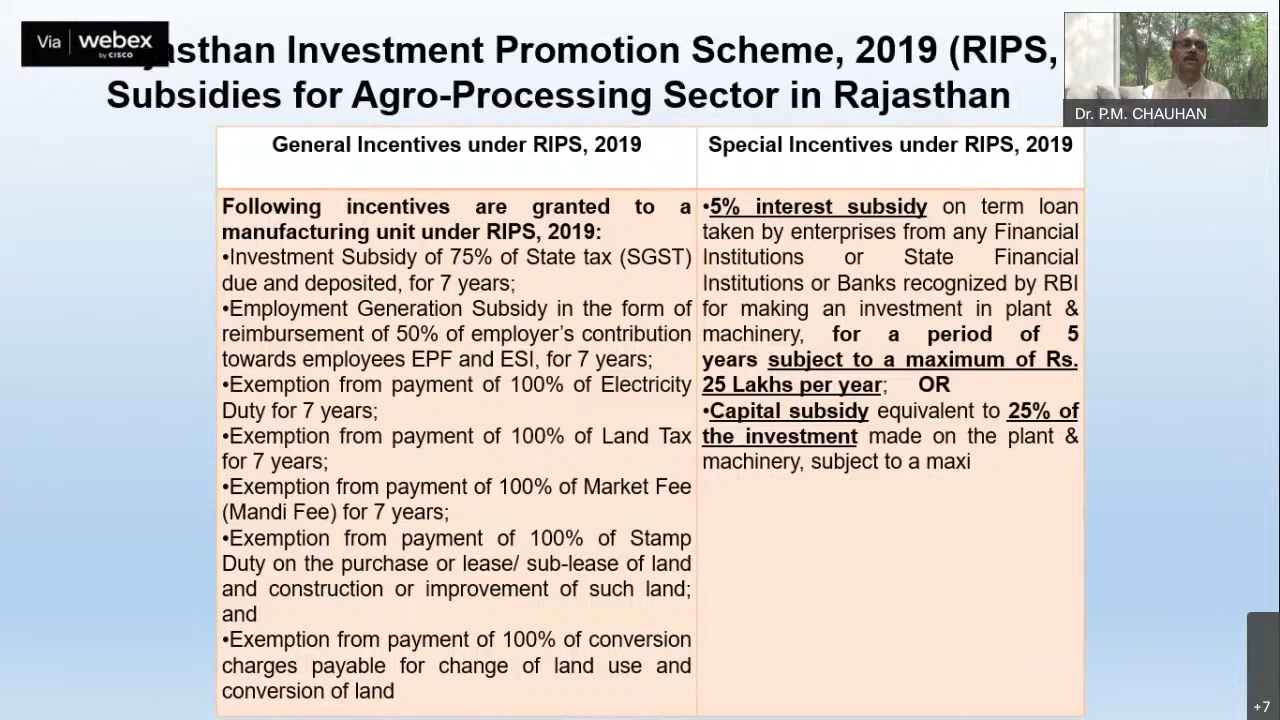 Via webex
by CISCO
asthan Investment Promotion Scheme, 2019 (RIPS,
Subsidies for Agro-Processing Sector in Rajasthan
Dr. P.M. CHAUHAN
General Incentives under RIPS, 2019
Following incentives are granted to a
manufacturing unit under RIPS, 2019:
•Investment Subsidy of 75% of State tax (SGST)
due and deposited, for 7 years;
•Employment Generation Subsidy in the form of
reimbursement of 50% of employer’s contribution
towards employees EPF and ESI, for 7 years;
•Exemption from payment of 100% of Electricity
Duty for 7 years;
•Exemption from payment of 100% of Land Tax
for 7 years;
•Exemption from payment of 100% of Market Fee
(Mandi Fee) for 7 years;
•Exemption from payment of 100% of Stamp
Duty on the purchase or lease/ sub-lease of land
and construction or improvement of such land;
and
•Exemption from payment of 100% of conversion
charges payable for change of land use and
conversion of land
Special Incentives under RIPS, 2019
•5% interest subsidy on term loan
taken by enterprises from any Financial
Institutions or State Financial
Institutions or Banks recognized by RBI
for making an investment in plant &
machinery, for a period of 5
years subject to a maximum of Rs.
25 Lakhs per year; OR
•Capital subsidy equivalent to 25% of
the investment made on the plant &
machinery, subject to a maxi
+7